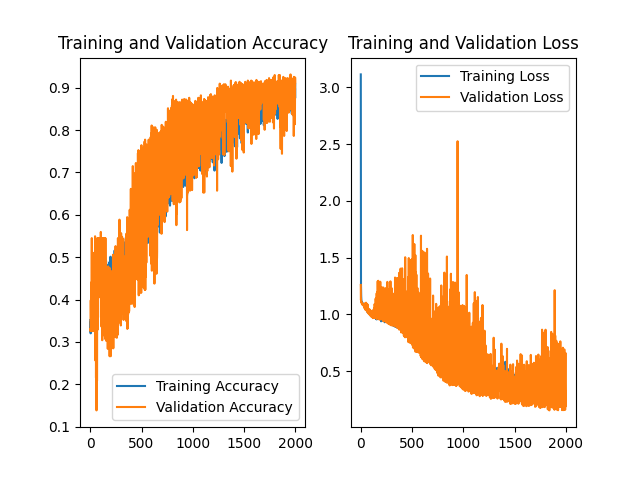 Training and Validation Accuracy
0.9
0.8
0.7
0.6
0.5
0.4
0.3
0.2
0.1
0 500 1000 1500 2000
Training Accuracy
Validation Accuracy
Training and Validation Loss
3.0
2.5
2.0
1.5
1.0
0.5
0 500 1000 1500 2000
Training Loss
Validation Loss